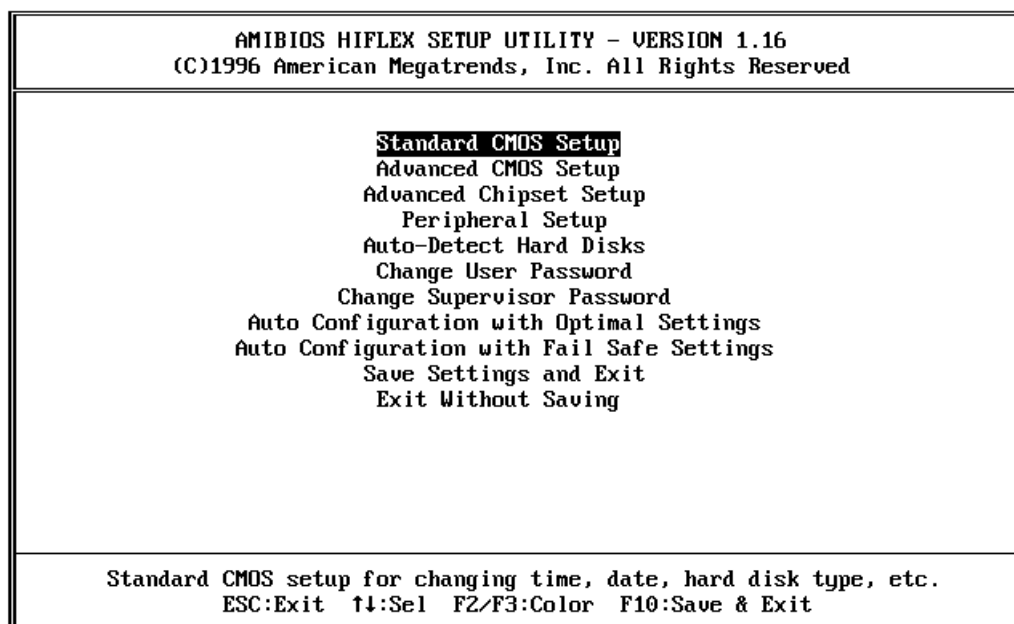 AMIBIOS HIFLEX SETUP UTILITY - VERSION 1.16
(C)1996 American Megatrends, Inc. All Rights Reserved
Standard CMOS Setup
Advanced CMOS Setup
Advanced Chipset Setup
Peripheral Setup
Auto-Detect Hard Disks
Change User Password
Change Supervisor Password
Auto Configuration with Optimal Settings
Auto Configuration with Fail Safe Settings
Save Settings and Exit
Exit Without Saving
Standard CMOS setup for changing time, date, hard disk type, etc.
ESC:Exit ↑↓:Sel F2/F3:Color F10:Save & Exit